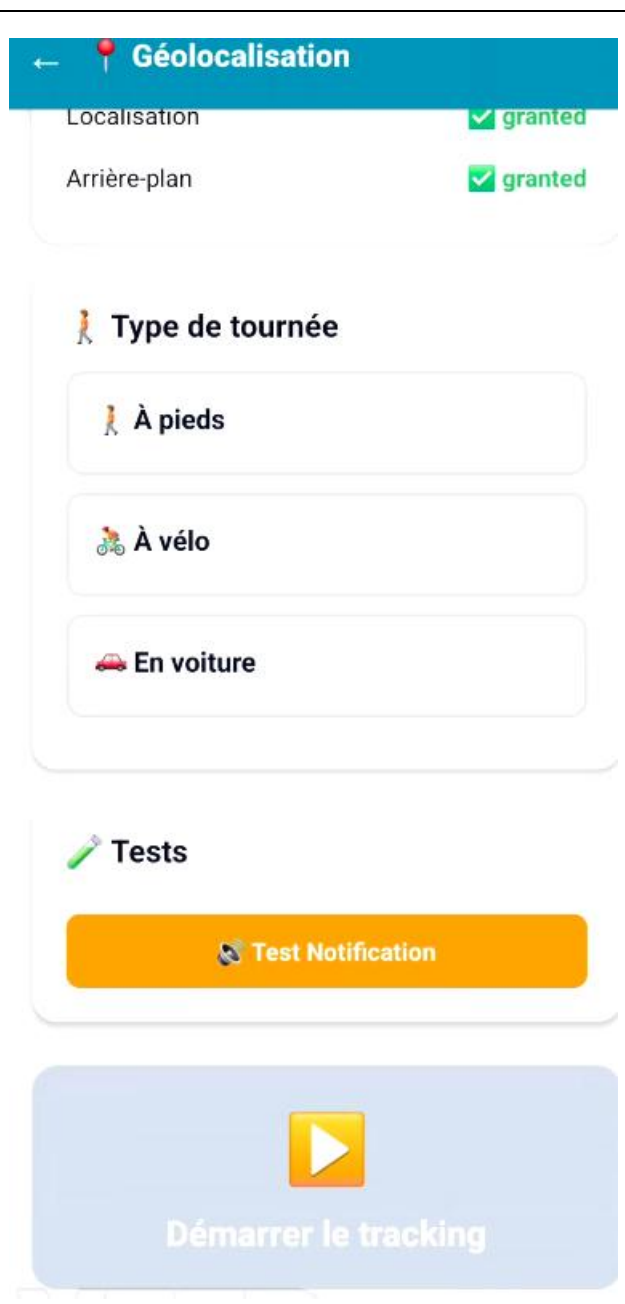 ← 📍 Géolocalisation
Localisation ✅ granted
Arrière-plan ✅ granted
🚶 Type de tournée
🚶 À pieds
🚴 À vélo
🚗 En voiture
🧪 Tests
🔊 Test Notification
▶️
Démarrer le tracking